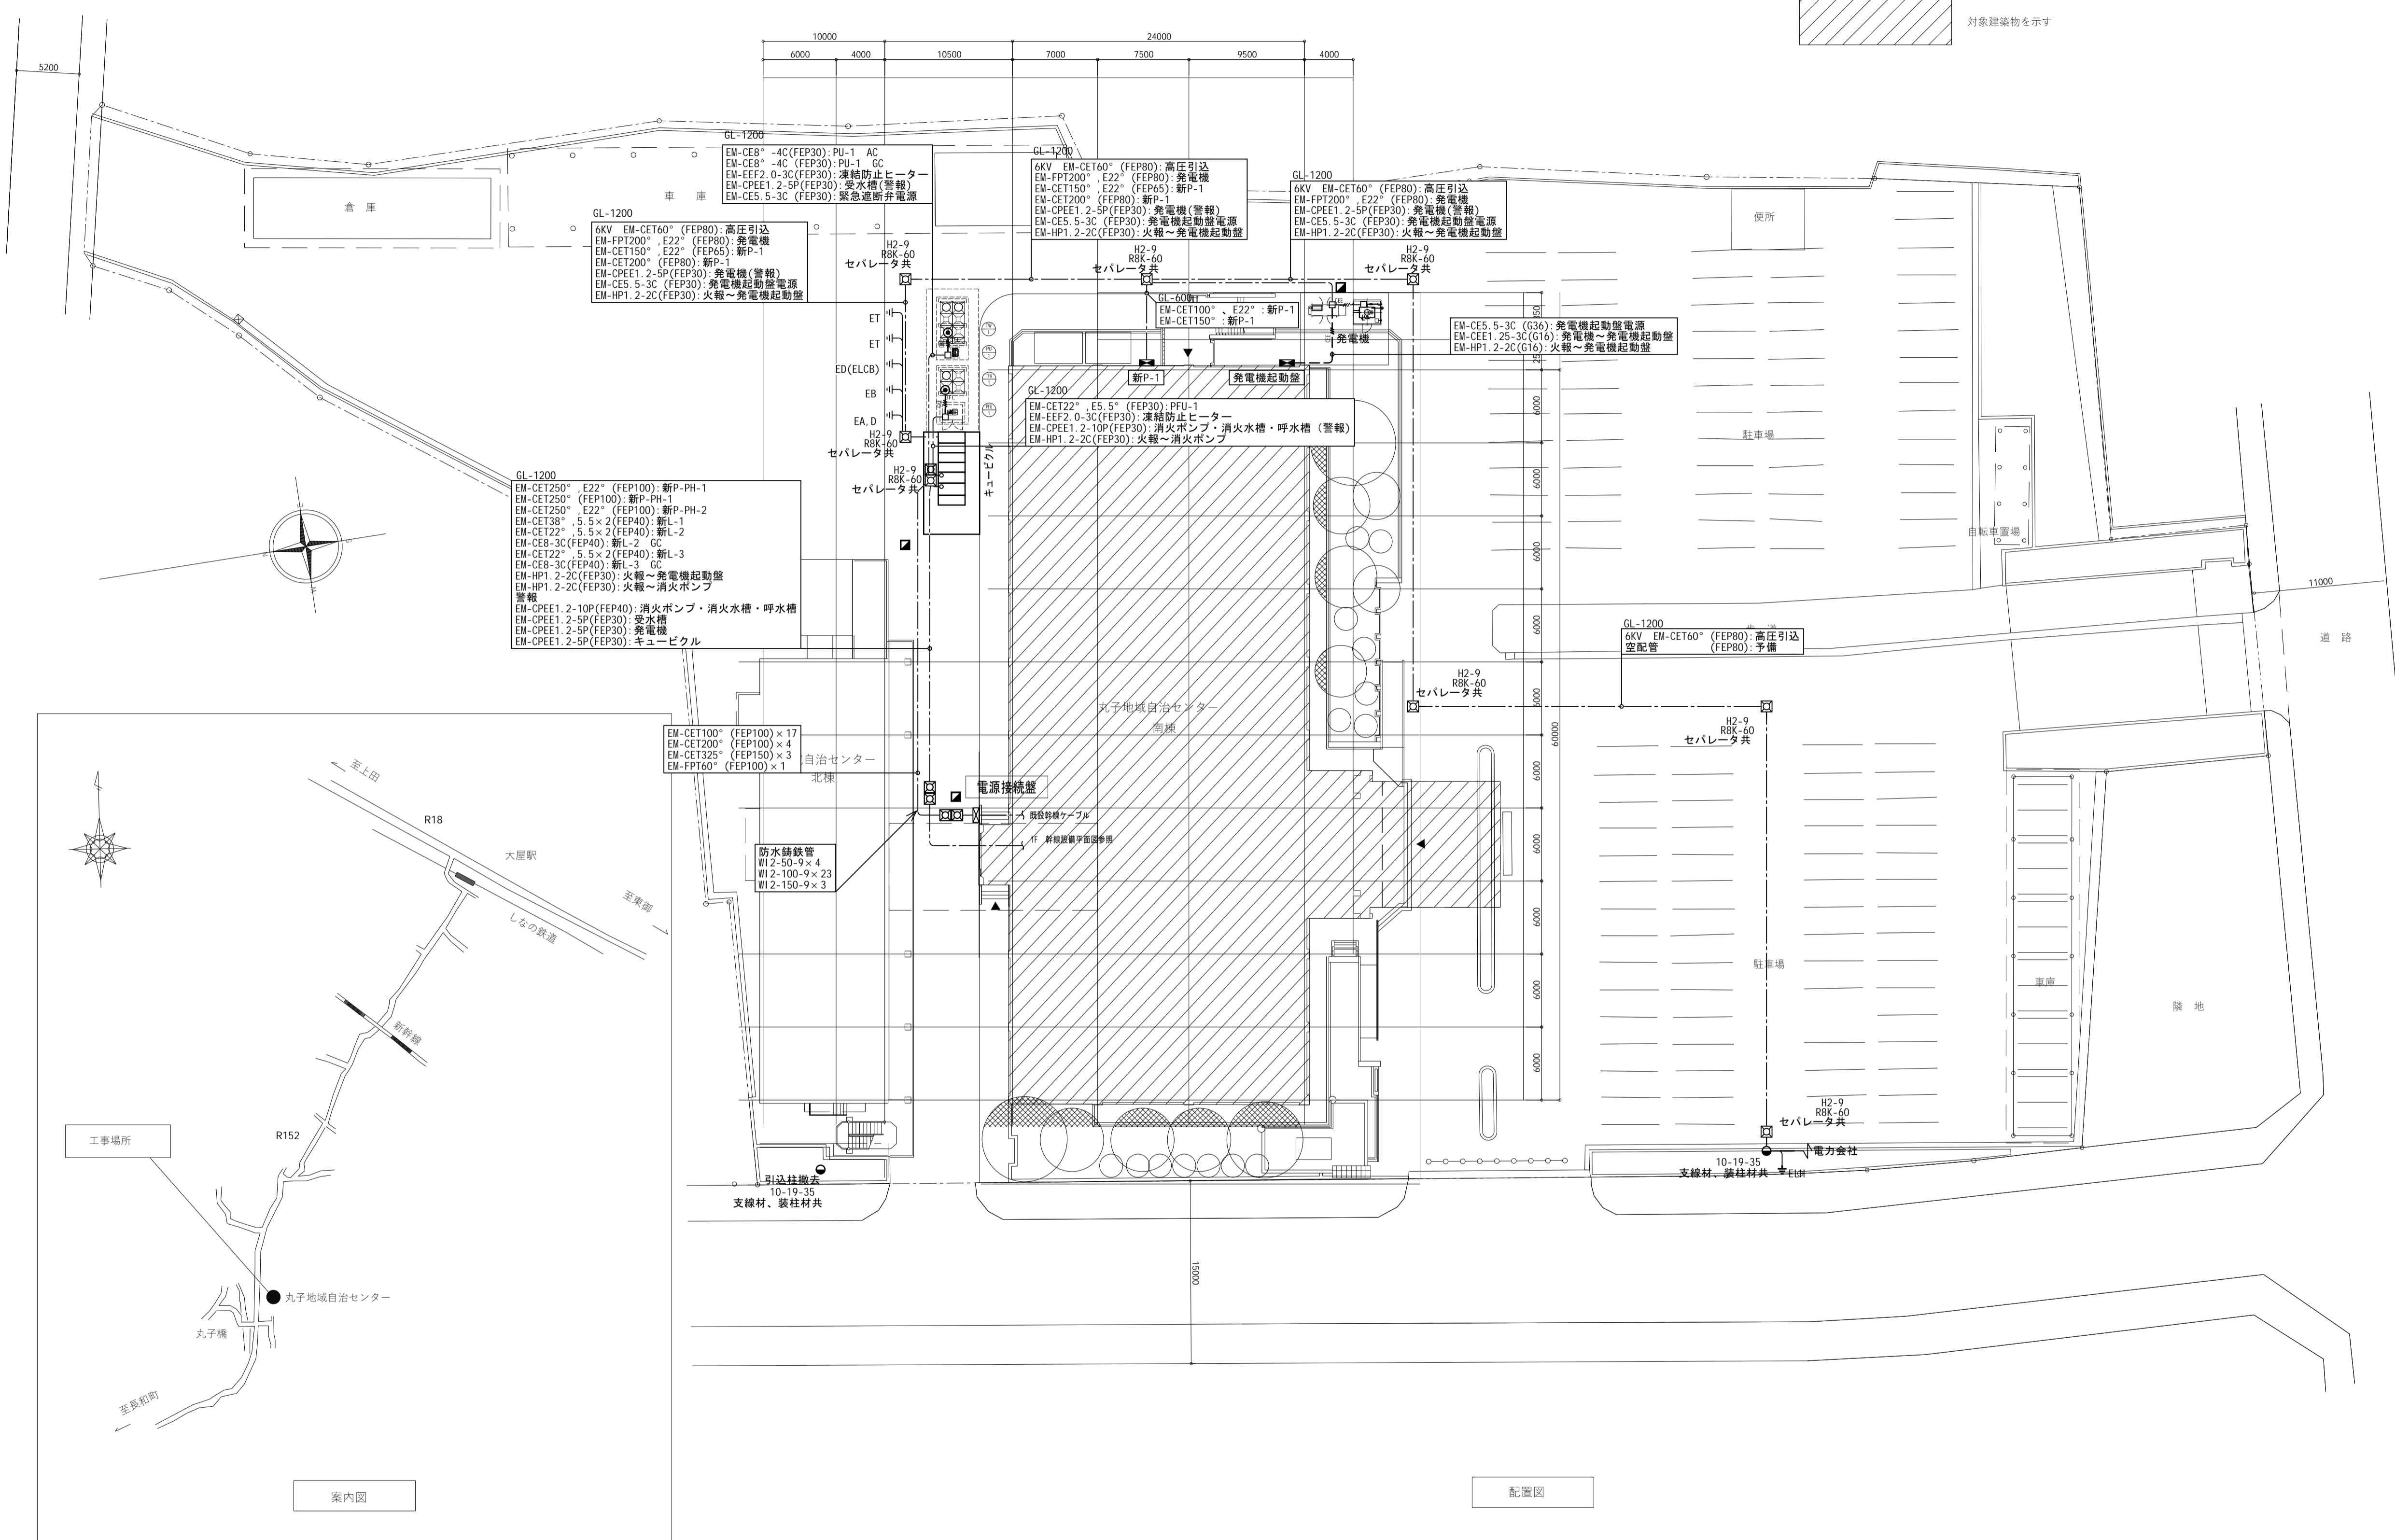 対象建築物を示す
10000
24000
6000
4000
10500
7000
7500
9500
4000
5200
倉 庫
車 庫
便所
GL-1200
EM-CE8° -4C(FEP30):PU-1 AC
EM-CE8° -4C (FEP30):PU-1 GC
EM-EEF2.0-3C(FEP30):凍結防止ヒーター
EM-CPEE1.2-5P(FEP30):受水槽(警報)
EM-CE5.5-3C (FEP30):緊急遮断弁電源
GL-1200
6KV EM-CET60° (FEP80):高圧引込
EM-FPT200° ,E22° (FEP80):発電機
EM-CET150° ,E22° (FEP65):新P-1
EM-CET200° (FEP80):新P-1
EM-CPEE1.2-5P(FEP30):発電機(警報)
EM-CE5.5-3C (FEP30):発電機起動盤電源
EM-HP1.2-2C(FEP30):火報~発電機起動盤
GL-1200
6KV EM-CET60° (FEP80):高圧引込
EM-FPT200° ,E22° (FEP80):発電機
EM-CPEE1.2-5P(FEP30):発電機(警報)
EM-CE5.5-3C (FEP30):発電機起動盤電源
EM-HP1.2-2C(FEP30):火報~発電機起動盤
GL-1200
6KV EM-CET60° (FEP80):高圧引込
EM-FPT200° ,E22° (FEP80):発電機
EM-CET150° ,E22° (FEP65):新P-1
EM-CET200° (FEP80):新P-1
EM-CPEE1.2-5P(FEP30):発電機(警報)
EM-CE5.5-3C (FEP30):発電機起動盤電源
EM-HP1.2-2C(FEP30):火報~発電機起動盤
H2-9
R8K-60
セパレータ共
H2-9
R8K-60
セパレータ共
H2-9
R8K-60
セパレータ共
GL-600
EM-CET100° 、E22° :新P-1
EM-CET150° :新P-1
発電機
EM-CE5.5-3C (G36):発電機起動盤電源
EM-CEE1.25-3C(G16):発電機~発電機起動盤
EM-HP1.2-2C(G16):火報~発電機起動盤
新P-1
発電機起動盤
ET
ET
ED(ELCB)
EB
EA,D
H2-9
R8K-60
セパレータ共
GL-1200
EM-CET22° ,E5.5° (FEP30):PFU-1
EM-EEF2.0-3C(FEP30):凍結防止ヒーター
EM-CPEE1.2-10P(FEP30):消火ポンプ・消火水槽・呼水槽 (警報)
EM-HP1.2-2C(FEP30):火報~消火ポンプ
H2-9
R8K-60
セパレータ共
キュービクル
GL-1200
EM-CET250° ,E22° (FEP100):新P-PH-1
EM-CET250° (FEP100):新P-PH-1
EM-CET250° ,E22° (FEP100):新P-PH-2
EM-CET38° ,5.5×2(FEP40):新L-1
EM-CET22° ,5.5×2(FEP40):新L-2
EM-CE8-3C(FEP40):新L-2 GC
EM-CET22° ,5.5×2(FEP40):新L-3
EM-CE8-3C(FEP40):新L-3 GC
EM-HP1.2-2C(FEP30):火報~発電機起動盤
EM-HP1.2-2C(FEP30):火報~消火ポンプ
警報
EM-CPEE1.2-10P(FEP40):消火ポンプ・消火水槽・呼水槽
EM-CPEE1.2-5P(FEP30):受水槽
EM-CPEE1.2-5P(FEP30):発電機
EM-CPEE1.2-5P(FEP30):キュービクル
6000
6000
6000
6000
6000
6000
6000
6000
6000
6000
60000
駐車場
自転車置場
11000
道 路
GL-1200
6KV EM-CET60° (FEP80):高圧引込
空配管 (FEP80):予備
H2-9
R8K-60
セパレータ共
H2-9
R8K-60
セパレータ共
丸子地域自治センター
南棟
EM-CET100° (FEP100)×17
EM-CET200° (FEP100)×4
EM-CET325° (FEP150)×3
EM-FPT60° (FEP100)×1
自治センター
北棟
電源接続盤
既設幹線ケーブル
1F 幹線設備平面図参照
防水鋳鉄管
WI2-50-9×4
WI2-100-9×23
WI2-150-9×3
駐車場
車庫
隣 地
H2-9
R8K-60
セパレータ共
電力会社
10-19-35
支線材、装柱材共
ELH
引込柱撤去
10-19-35
支線材、装柱材共
15000
至上田
R18
大屋駅
至東御
しなの鉄道
新幹線
R152
工事場所
丸子地域自治センター
丸子橋
至長和町
案内図
配置図